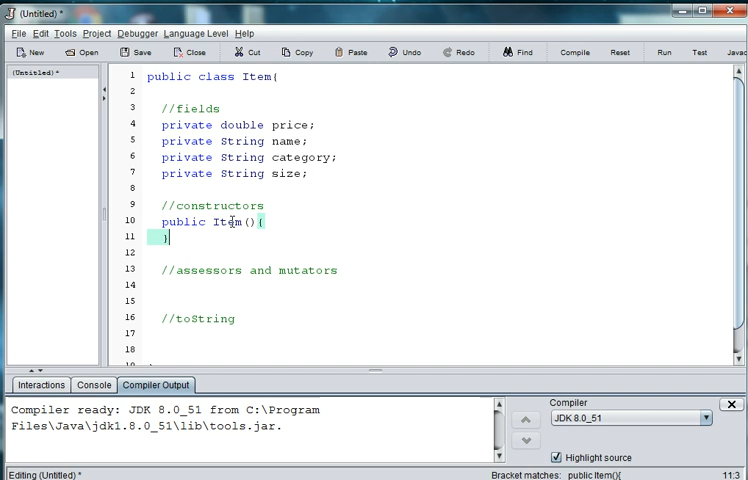 (Untitled) *
File Edit Tools Project Debugger Language Level Help
New Open Save Close Cut Copy Paste Undo Redo Find Compile Reset Run Test Javac
(Untitled)*
1 public class Item{
2
3 //fields
4 private double price;
5 private String name;
6 private String category;
7 private String size;
8
9 //constructors
10 public Item(){
11 }
12
13 //assessors and mutators
14
15
16 //toString
17
18
Interactions Console Compiler Output
Compiler ready: JDK 8.0_51 from C:\Program
Files\Java\jdk1.8.0_51\lib\tools.jar.
Compiler
JDK 8.0_51
Highlight source
Editing (Untitled) * Bracket matches: public Item(){ 11:3